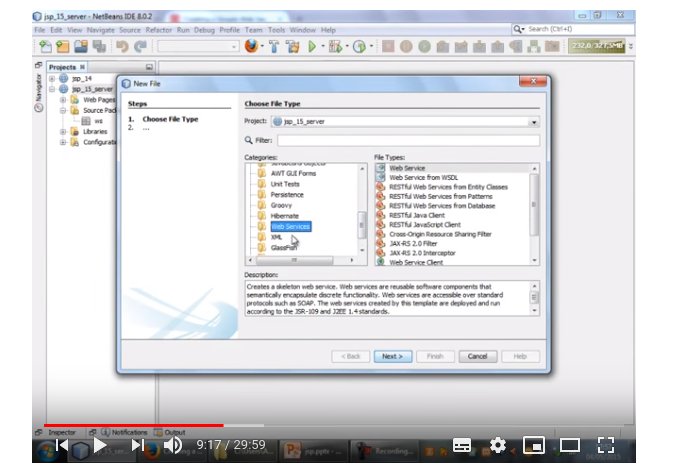 jsp_15_server - NetBeans IDE 8.0.2
File Edit View Navigate Source Refactor Run Debug Profile Team Tools Window Help
Search (Ctrl+I)
232,0/327,5MB
Projects
Navigator
jsp_14
jsp_15_server
Web Pages
Source Pac
ws
Libraries
Configurati
New File
Steps
1. Choose File Type
2. ...
Choose File Type
Project: jsp_15_server
Filter:
Categories:
JavaBeans Objects
AWT GUI Forms
Unit Tests
Persistence
Groovy
Hibernate
Web Services
XML
GlassFish
File Types:
Web Service
Web Service from WSDL
RESTful Web Services from Entity Classes
RESTful Web Services from Patterns
RESTful Web Services from Database
RESTful Java Client
RESTful JavaScript Client
Cross-Origin Resource Sharing Filter
JAX-RS 2.0 Filter
JAX-RS 2.0 Interceptor
Web Service Client
Description:
Creates a skeleton web service. Web services are reusable software components that
semantically encapsulate discrete functionality. Web services are accessible over standard
protocols such as SOAP. The web services created by this template are deployed and run
according to the JSR-109 and J2EE 1.4 standards.
< Back Next > Finish Cancel Help
Inspector Notifications Output
9:17 / 29:59
jsp_15_ser...
jsp.pptx - ...
Recording...